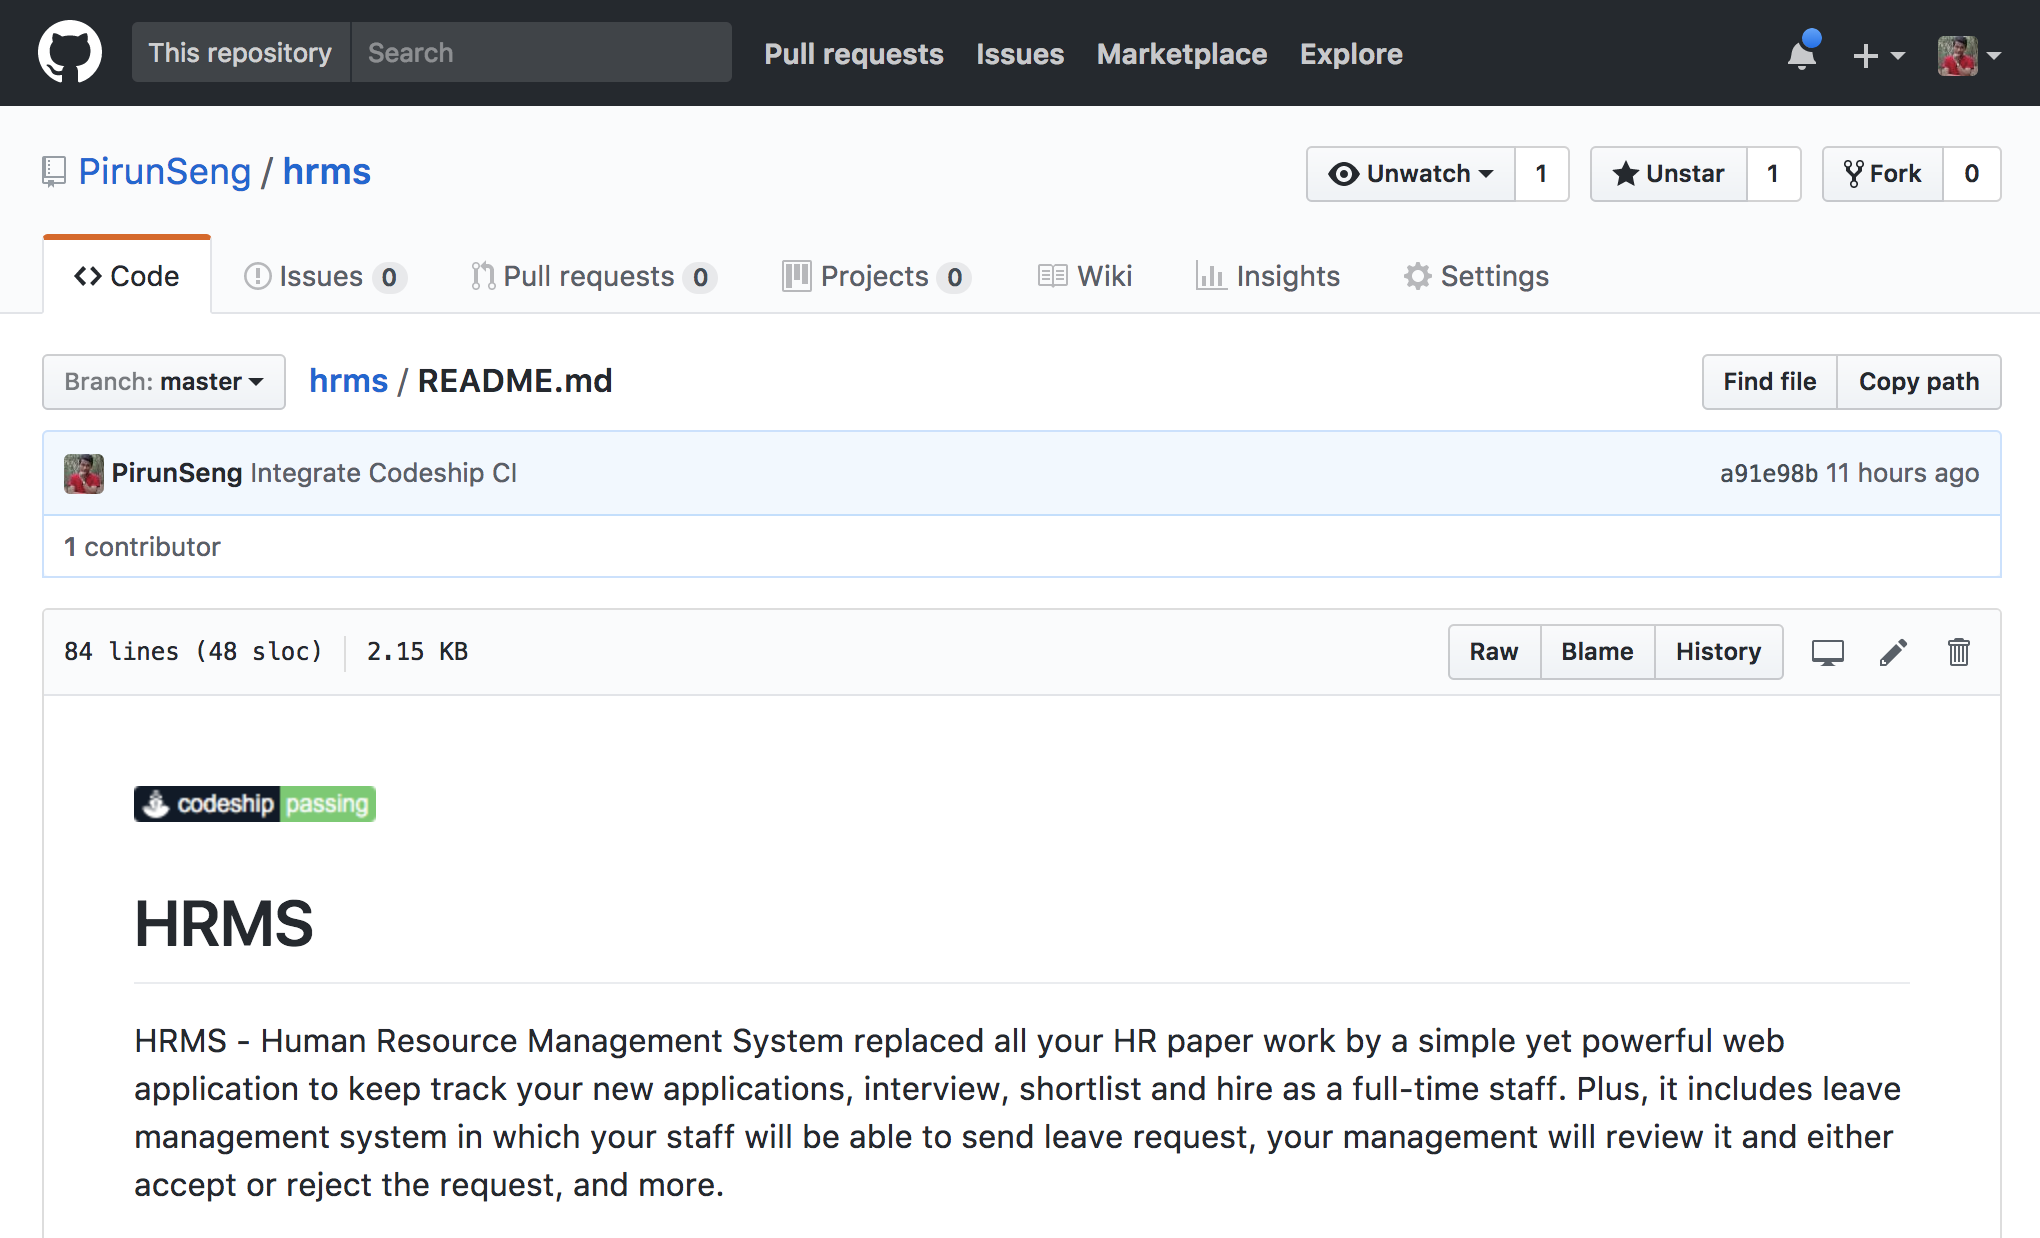 This repository Search Pull requests Issues Marketplace Explore
PirunSeng / hrms Unwatch 1 Unstar 1 Fork 0
Code Issues 0 Pull requests 0 Projects 0 Wiki Insights Settings
Branch: master hrms / README.md Find file Copy path
PirunSeng Integrate Codeship CI a91e98b 11 hours ago
1 contributor
84 lines (48 sloc) 2.15 KB Raw Blame History
codeship passing
HRMS
HRMS - Human Resource Management System replaced all your HR paper work by a simple yet powerful web
application to keep track your new applications, interview, shortlist and hire as a full-time staff. Plus, it includes leave
management system in which your staff will be able to send leave request, your management will review it and either
accept or reject the request, and more.